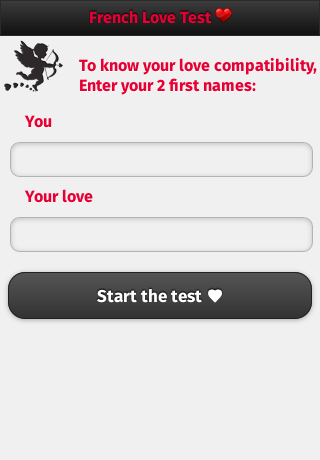 French Love Test ❤
To know your love compatibility,
Enter your 2 first names:
You
Your love
Start the test ♥